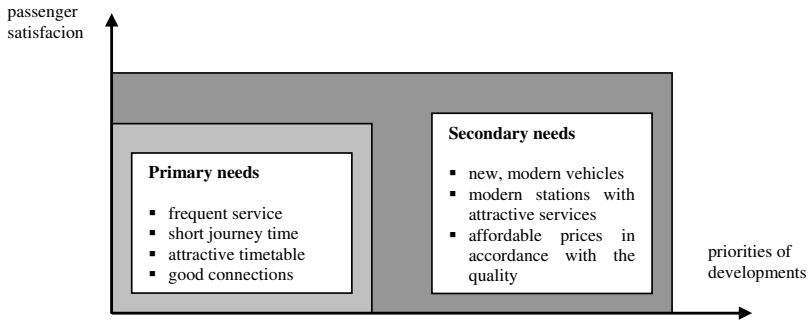 passenger
satisfacion
Primary needs
▪ frequent service
▪ short journey time
▪ attractive timetable
▪ good connections
Secondary needs
▪ new, modern vehicles
▪ modern stations with
attractive services
▪ affordable prices in
accordance with the
quality
priorities of
developments